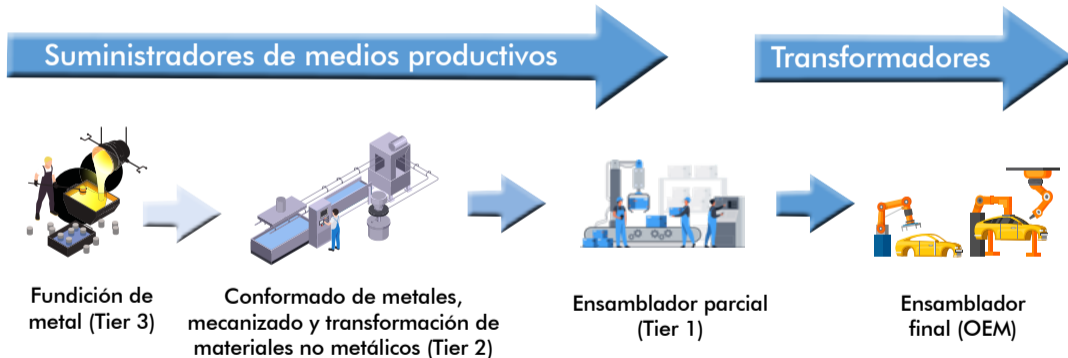 Suministradores de medios productivos
Transformadores
Fundición de
metal (Tier 3)
Conformado de metales,
mecanizado y transformación de
materiales no metálicos (Tier 2)
Ensamblador parcial
(Tier 1)
Ensamblador
final (OEM)